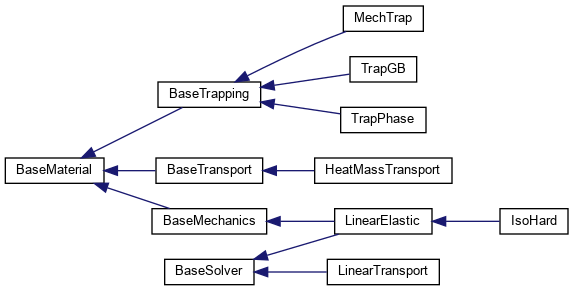 MechTrap
TrapGB
BaseTrapping
TrapPhase
BaseMaterial
BaseTransport
HeatMassTransport
BaseMechanics
LinearElastic
IsoHard
BaseSolver
LinearTransport